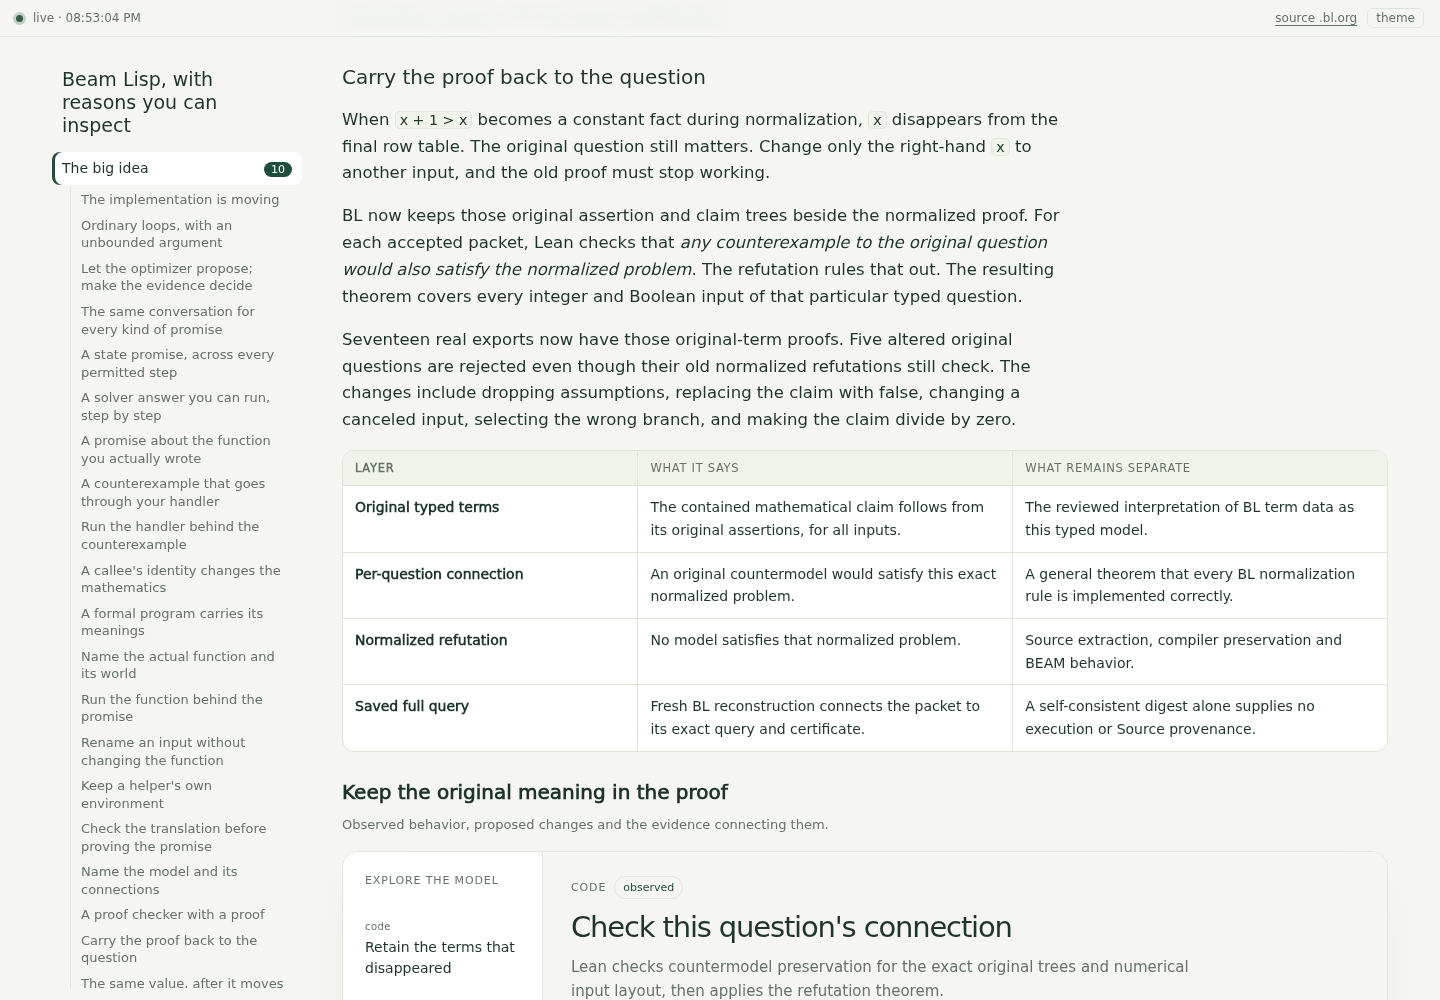 live · 08:53:04 PM
source .bl.org
theme
Beam Lisp, with
reasons you can
inspect
The big idea
10
The implementation is moving
Ordinary loops, with an
unbounded argument
Let the optimizer propose;
make the evidence decide
The same conversation for
every kind of promise
A state promise, across every
permitted step
A solver answer you can run,
step by step
A promise about the function
you actually wrote
A counterexample that goes
through your handler
Run the handler behind the
counterexample
A callee's identity changes the
mathematics
A formal program carries its
meanings
Name the actual function and
its world
Run the function behind the
promise
Rename an input without
changing the function
Keep a helper's own
environment
Check the translation before
proving the promise
Name the model and its
connections
A proof checker with a proof
Carry the proof back to the
question
The same value, after it moves
Carry the proof back to the question
When x + 1 > x becomes a constant fact during normalization, x disappears from the
final row table. The original question still matters. Change only the right-hand x to
another input, and the old proof must stop working.
BL now keeps those original assertion and claim trees beside the normalized proof. For
each accepted packet, Lean checks that any counterexample to the original question
would also satisfy the normalized problem. The refutation rules that out. The resulting
theorem covers every integer and Boolean input of that particular typed question.
Seventeen real exports now have those original-term proofs. Five altered original
questions are rejected even though their old normalized refutations still check. The
changes include dropping assumptions, replacing the claim with false, changing a
canceled input, selecting the wrong branch, and making the claim divide by zero.
LAYER
WHAT IT SAYS
WHAT REMAINS SEPARATE
Original typed terms
The contained mathematical claim follows from
its original assertions, for all inputs.
The reviewed interpretation of BL term data as
this typed model.
Per-question connection
An original countermodel would satisfy this exact
normalized problem.
A general theorem that every BL normalization
rule is implemented correctly.
Normalized refutation
No model satisfies that normalized problem.
Source extraction, compiler preservation and
BEAM behavior.
Saved full query
Fresh BL reconstruction connects the packet to
its exact query and certificate.
A self-consistent digest alone supplies no
execution or Source provenance.
Keep the original meaning in the proof
Observed behavior, proposed changes and the evidence connecting them.
EXPLORE THE MODEL
code
Retain the terms that
disappeared
CODE
observed
Check this question's connection
Lean checks countermodel preservation for the exact original trees and numerical
input layout, then applies the refutation theorem.